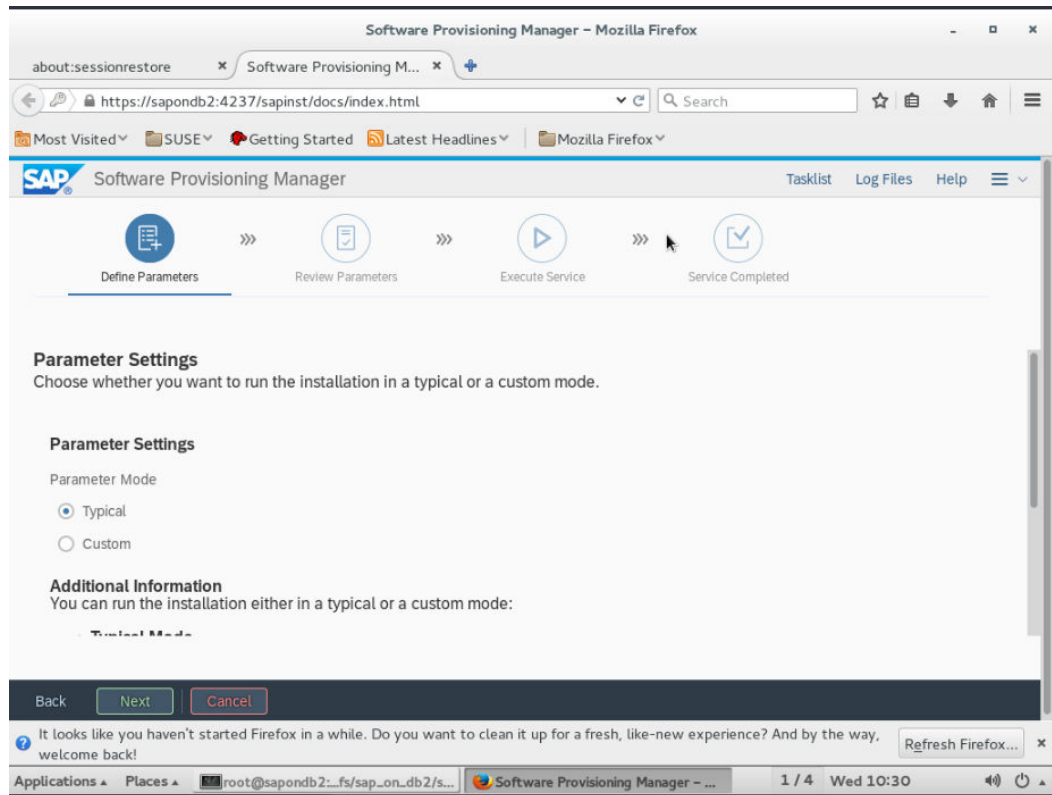 Software Provisioning Manager – Mozilla Firefox
about:sessionrestore
Software Provisioning M...
https://sapondb2:4237/sapinst/docs/index.html
Search
Most Visited
SUSE
Getting Started
Latest Headlines
Mozilla Firefox
SAP
Software Provisioning Manager
Tasklist
Log Files
Help
Define Parameters
Review Parameters
Execute Service
Service Completed
Parameter Settings
Choose whether you want to run the installation in a typical or a custom mode.
Parameter Settings
Parameter Mode
Typical
Custom
Additional Information
You can run the installation either in a typical or a custom mode:
Typical Mode
Back
Next
Cancel
It looks like you haven't started Firefox in a while. Do you want to clean it up for a fresh, like-new experience? And by the way,
welcome back!
Refresh Firefox...
Applications
Places
root@sapondb2:...fs/sap_on_db2/s...
Software Provisioning Manager – ...
1 / 4
Wed 10:30